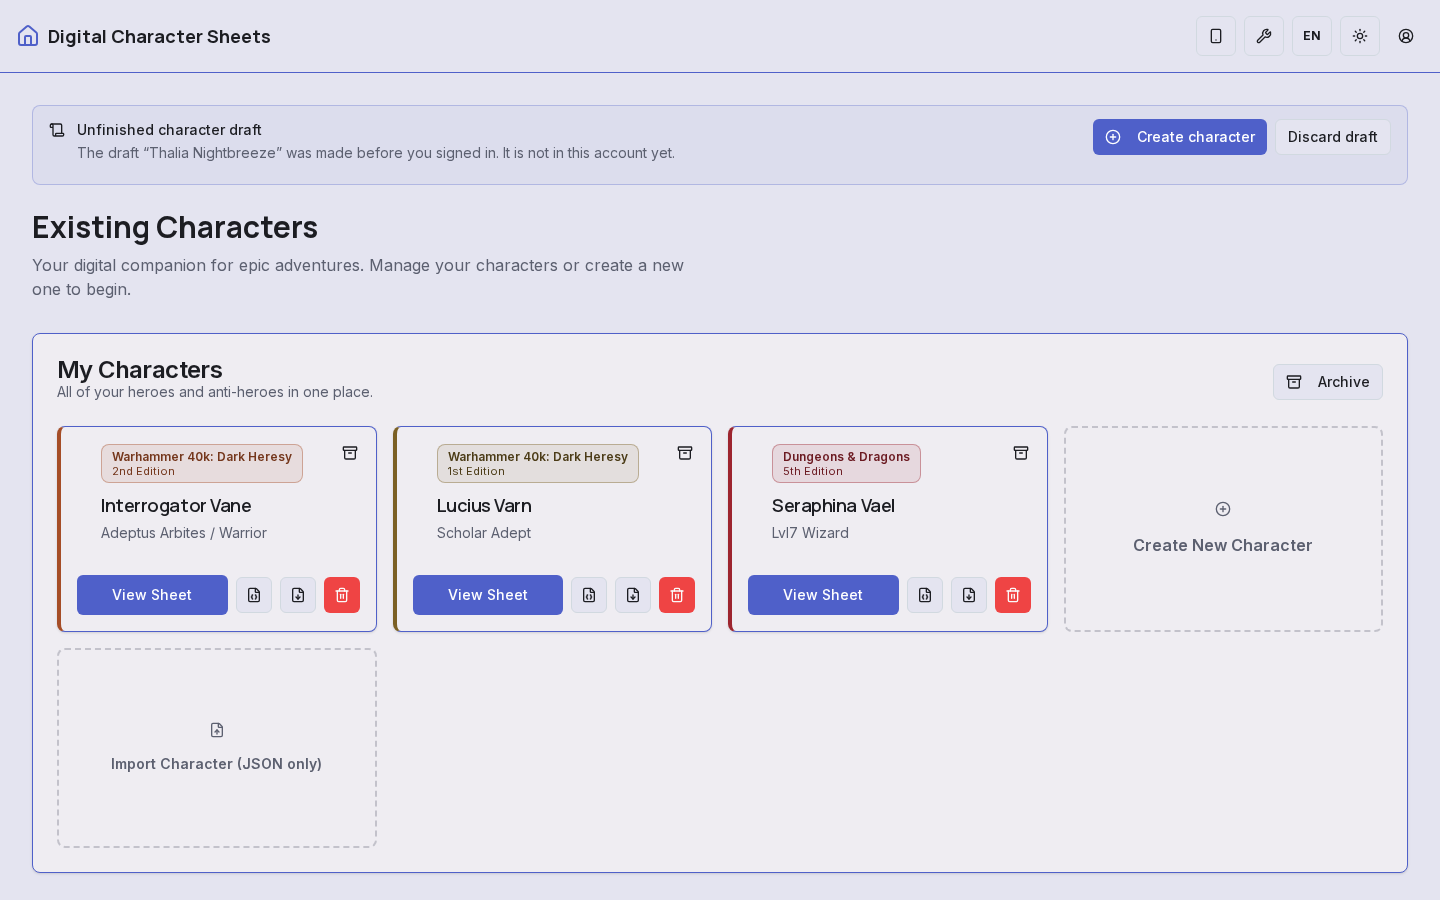 Digital Character Sheets
EN
Unfinished character draft
The draft “Thalia Nightbreeze” was made before you signed in. It is not in this account yet.
Create character
Discard draft
Existing Characters
Your digital companion for epic adventures. Manage your characters or create a new
one to begin.
My Characters
All of your heroes and anti-heroes in one place.
Archive
Warhammer 40k: Dark Heresy
2nd Edition
Interrogator Vane
Adeptus Arbites / Warrior
View Sheet
Warhammer 40k: Dark Heresy
1st Edition
Lucius Varn
Scholar Adept
View Sheet
Dungeons & Dragons
5th Edition
Seraphina Vael
Lvl7 Wizard
View Sheet
Create New Character
Import Character (JSON only)